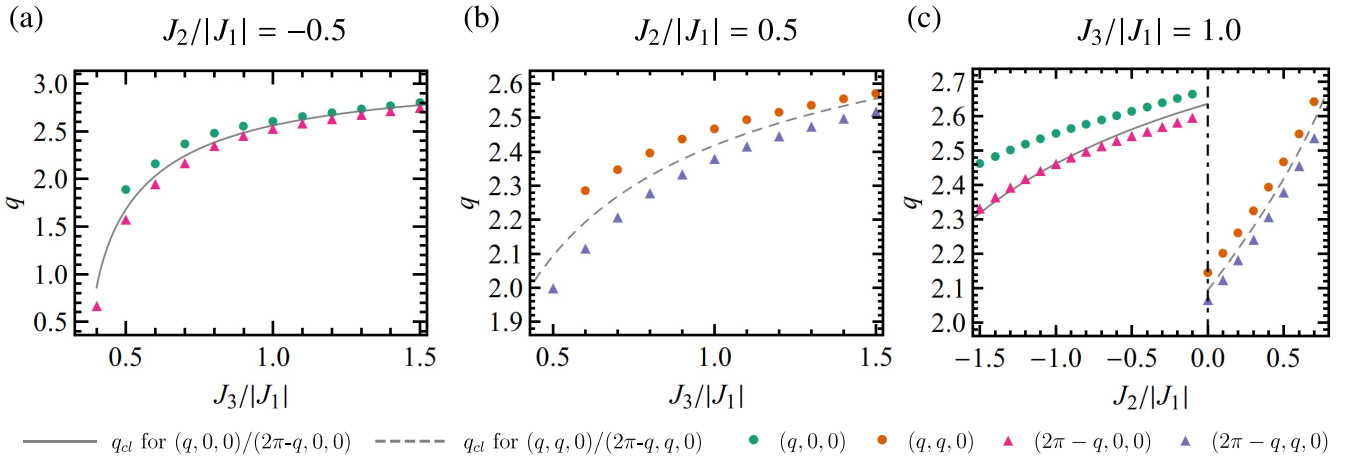 (a) J₂/|J₁| = −0.5
(b) J₂/|J₁| = 0.5
(c) J₃/|J₁| = 1.0
q
3.0
2.5
2.0
1.5
1.0
0.5
0.5 1.0 1.5
J₃/|J₁|
2.6
2.5
2.4
2.3
2.2
2.1
2.0
1.9
0.5 1.0 1.5
J₃/|J₁|
q
2.7
2.6
2.5
2.4
2.3
2.2
2.1
2.0
−1.5 −1.0 −0.5 0.0 0.5
J₂/|J₁|
q_cl for (q,0,0)/(2π-q,0,0) q_cl for (q,q,0)/(2π-q,q,0) (q,0,0) (q,q,0) (2π − q,0,0) (2π − q,q,0)